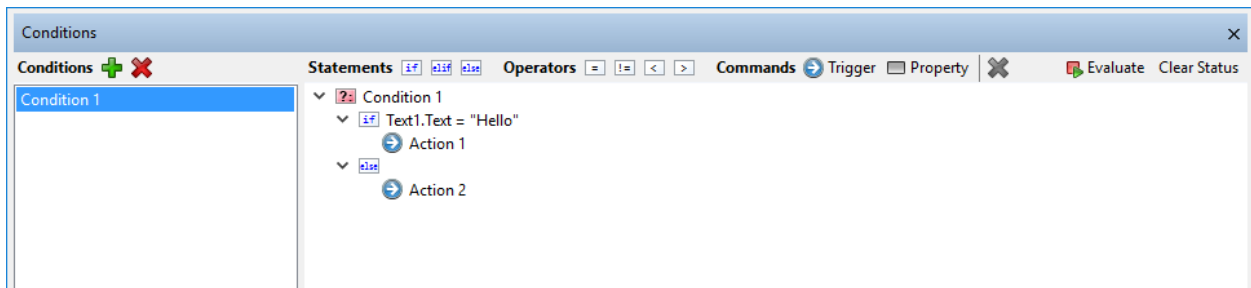 Conditions
Conditions Statements if elif else Operators = != < > Commands Trigger Property Evaluate Clear Status
Condition 1
?: Condition 1
if Text1.Text = "Hello"
Action 1
else
Action 2